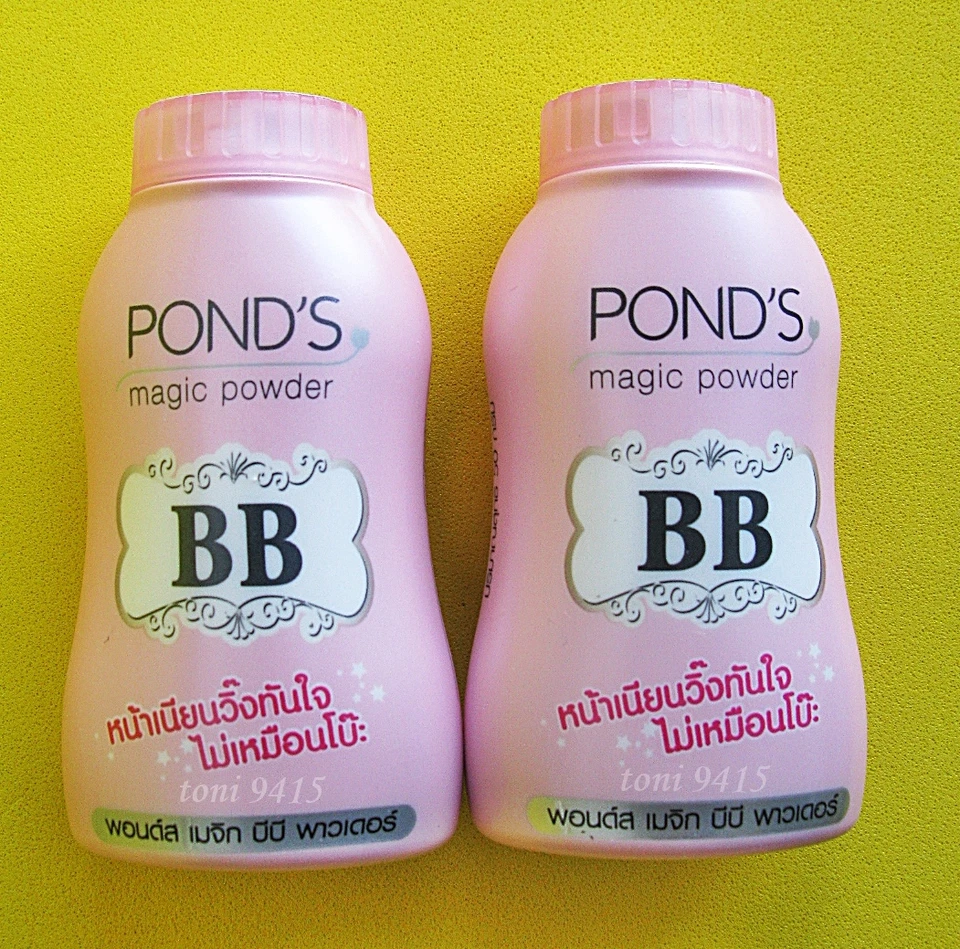 POND'S
magic powder
BB
หน้าเนียนวิ๊งทันใจ
ไม่เหมือนโบ๊ะ
toni 9415
พอนด์ส เมจิก บีบี พาวเดอร์
POND'S
magic powder
BB
หน้าเนียนวิ๊งทันใจ
ไม่เหมือนโบ๊ะ
toni 9415
พอนด์ส เมจิก บีบี พาวเดอร์